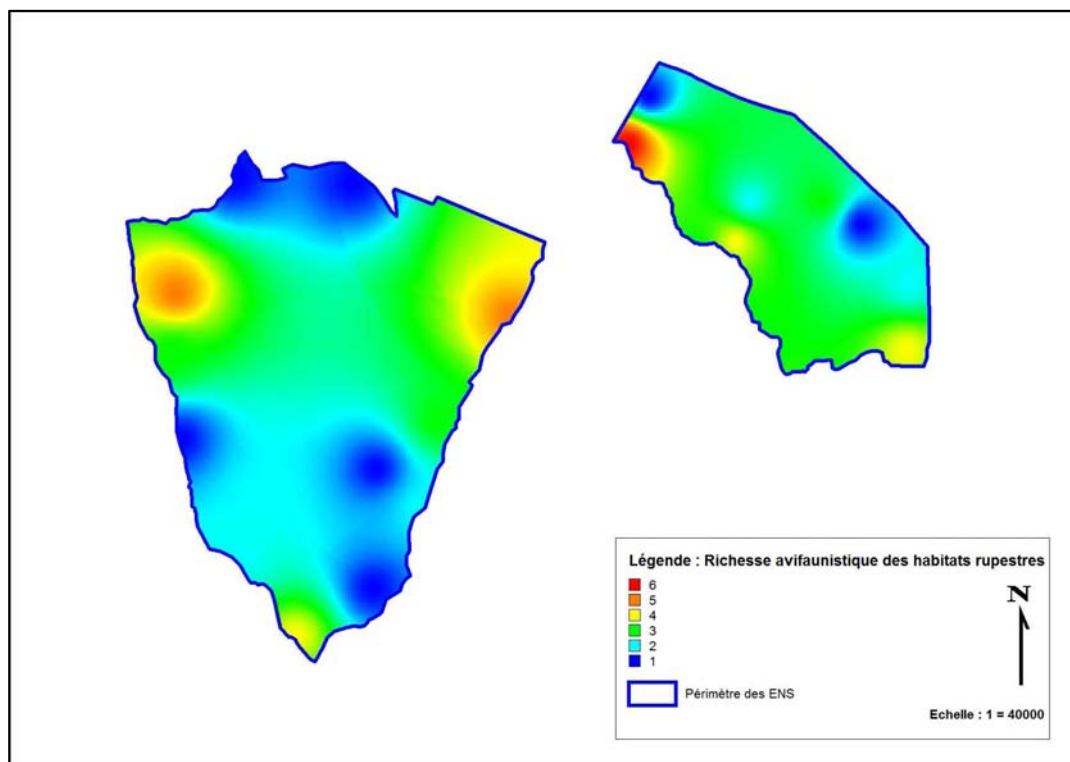 Légende : Richesse avifaunistique des habitats rupestres
6
5
4
3
2
1
N
Périmètre des ENS
Echelle : 1 = 40000